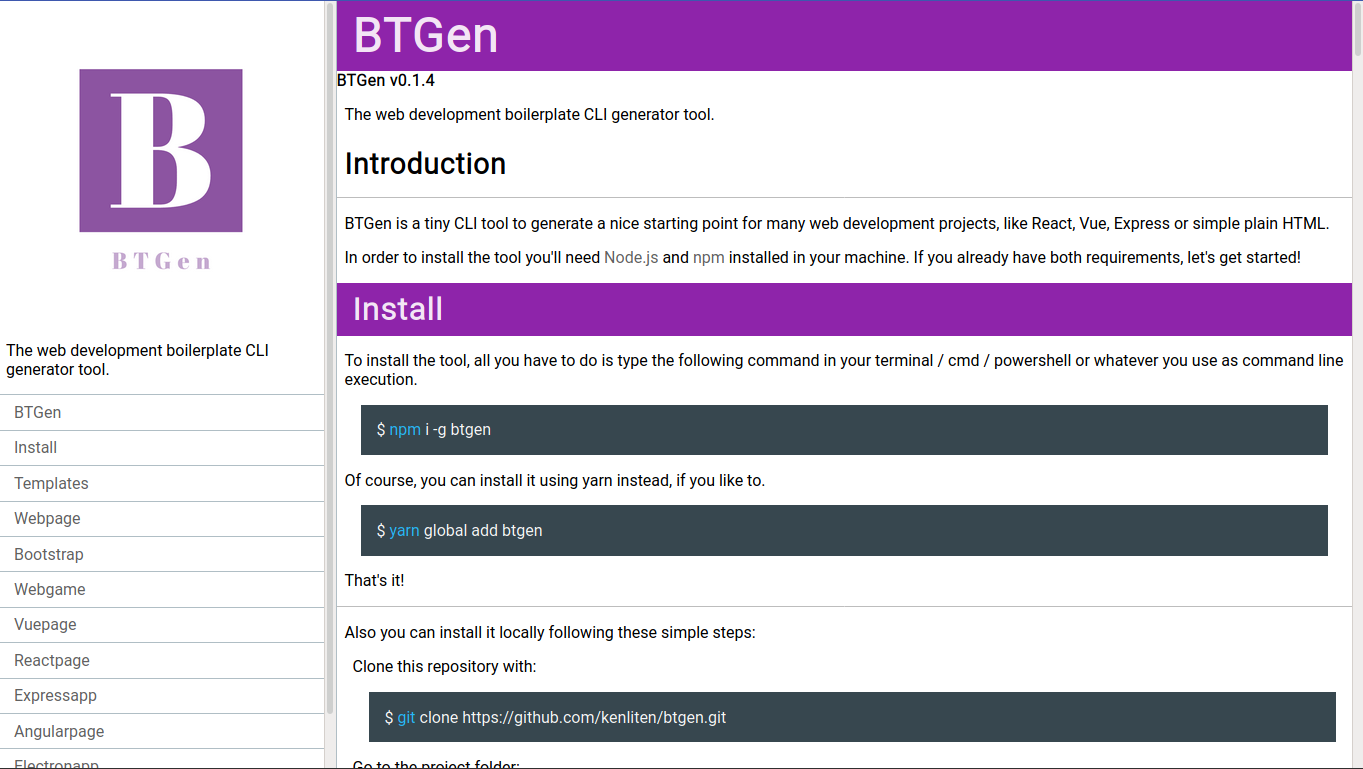 B
BTGen
The web development boilerplate CLI
generator tool.
BTGen
Install
Templates
Webpage
Bootstrap
Webgame
Vuepage
Reactpage
Expressapp
Angularpage
Electronapp
BTGen
BTGen v0.1.4
The web development boilerplate CLI generator tool.
Introduction
BTGen is a tiny CLI tool to generate a nice starting point for many web development projects, like React, Vue, Express or simple plain HTML.
In order to install the tool you'll need Node.js and npm installed in your machine. If you already have both requirements, let's get started!
Install
To install the tool, all you have to do is type the following command in your terminal / cmd / powershell or whatever you use as command line
execution.
$ npm i -g btgen
Of course, you can install it using yarn instead, if you like to.
$ yarn global add btgen
That's it!
Also you can install it locally following these simple steps:
Clone this repository with:
$ git clone https://github.com/kenliten/btgen.git
Go to the project folder: